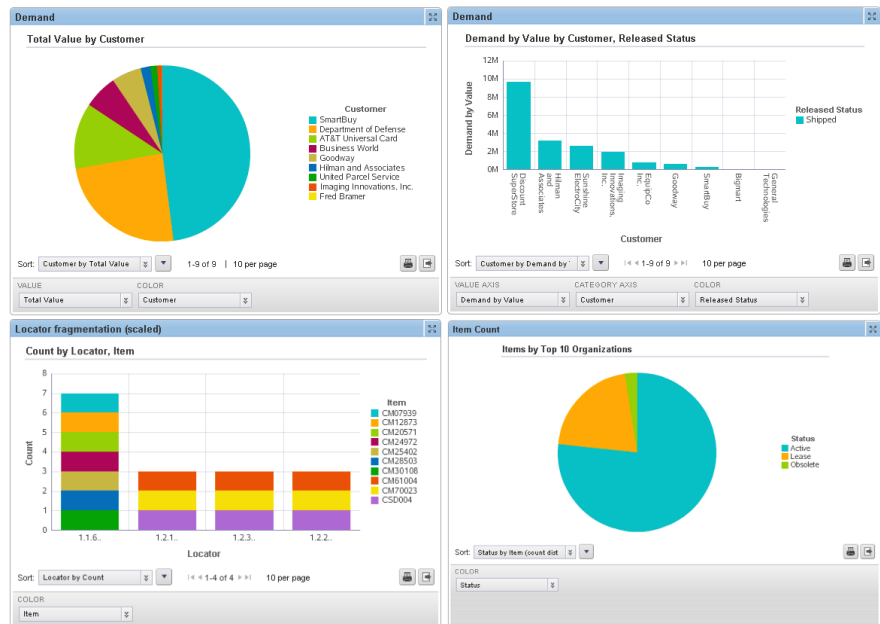 Demand
Total Value by Customer
Customer
SmartBuy
Department of Defense
AT&T Universal Card
Business World
Goodway
Hilman and Associates
United Parcel Service
Imaging Innovations, Inc.
Fred Bramer
Sort: Customer by Total Value 1-9 of 9 | 10 per page
VALUE COLOR
Total Value Customer
Demand
Demand by Value by Customer, Released Status
12M
10M
8M
6M
4M
2M
0M
Demand by Value
Discount
SuperStore
Hilman
and
Associates
Sunshine
ElectroCity
Imaging
Innovations,
Inc.
EquipCo
Inc.
Goodway
SmartBuy
Bigmart
General
Technologies
Customer
Released Status
Shipped
Sort: Customer by Demand by 1-9 of 9 10 per page
VALUE AXIS CATEGORY AXIS COLOR
Demand by Value Customer Released Status
Locator fragmentation (scaled)
Count by Locator, Item
8
7
6
5
4
3
2
1
0
Count
1.1.6.. 1.2.1.. 1.2.3.. 1.2.2..
Locator
Item
CM07939
CM12873
CM20571
CM24972
CM25402
CM28503
CM30108
CM61004
CM70023
CSD004
Sort: Locator by Count 1-4 of 4 10 per page
COLOR
Item
Item Count
Items by Top 10 Organizations
Status
Active
Lease
Obsolete
Sort: Status by Item (count dist
COLOR
Status